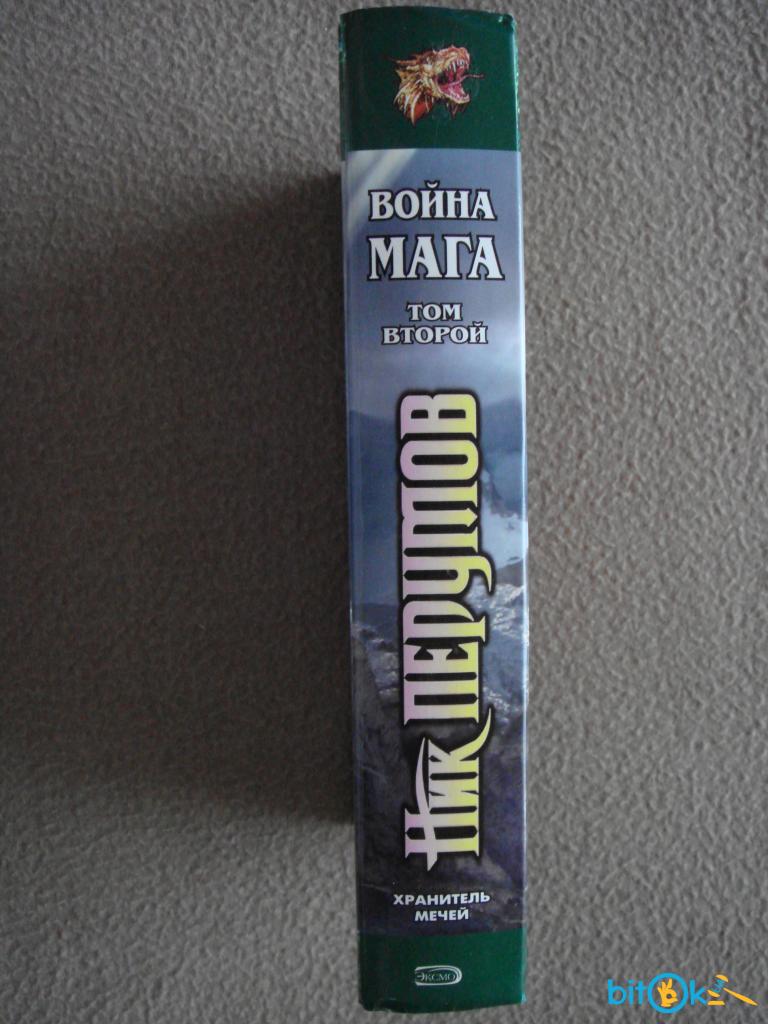 ВОЙНА
МАГА
ТОМ
ВТОРОЙ
НИК ПЕРУМОВ
ХРАНИТЕЛЬ
МЕЧЕЙ
ЭКСМО
bitOk